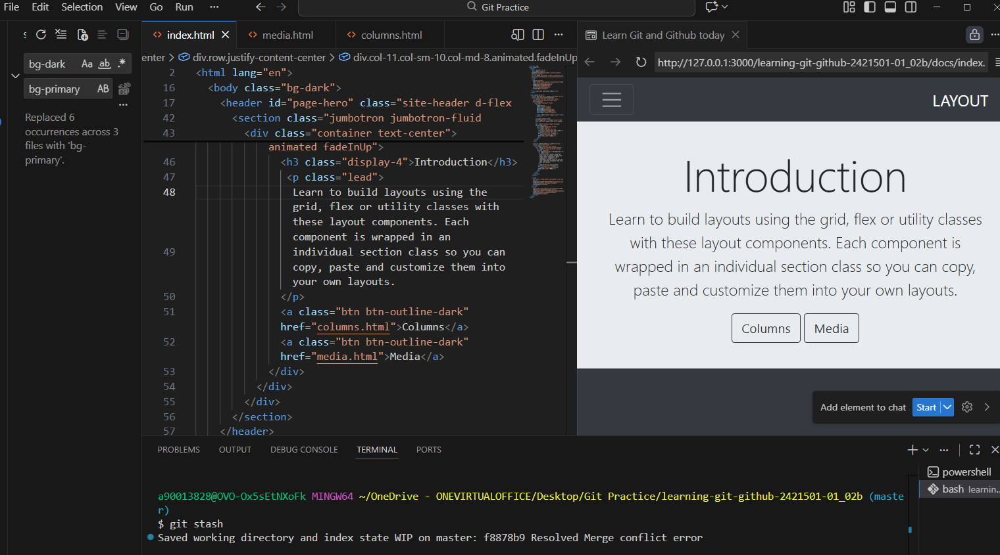 File Edit Selection View Go Run ··· Git Practice
index.html media.html columns.html
Learn Git and Github today
bg-dark Aa ab .*
bg-primary AB
Replaced 6
occurrences across 3
files with 'bg-
primary'.
enter > div.row.justify-content-center > div.col-11.col-sm-10.col-md-8.animated.fadeInUp
2 <html lang="en">
16 <body class="bg-dark">
17 <header id="page-hero" class="site-header d-flex
42 <section class="jumbotron jumbotron-fluid
43 <div class="container text-center">
animated fadeInUp">
46 <h3 class="display-4">Introduction</h3>
47 <p class="lead">
48 Learn to build layouts using the
grid, flex or utility classes with
these layout components. Each
component is wrapped in an
49 individual section class so you can
copy, paste and customize them into
your own layouts.
50 </p>
51 <a class="btn btn-outline-dark"
href="columns.html">Columns</a>
52 <a class="btn btn-outline-dark"
href="media.html">Media</a>
53 </div>
54 </div>
55 </div>
56 </section>
57 </header>
http://127.0.0.1:3000/learning-git-github-2421501-01_02b/docs/index.
LAYOUT
Introduction
Learn to build layouts using the grid, flex or utility classes
with these layout components. Each component is
wrapped in an individual section class so you can copy,
paste and customize them into your own layouts.
Columns Media
Add element to chat Start
PROBLEMS OUTPUT DEBUG CONSOLE TERMINAL PORTS
a90013828@OVO-Ox5sEtNXoFk MINGW64 ~/OneDrive - ONEVIRTUALOFFICE/Desktop/Git Practice/learning-git-github-2421501-01_02b (maste
r)
$ git stash
Saved working directory and index state WIP on master: f8878b9 Resolved Merge conflict error
powershell
bash learnin...